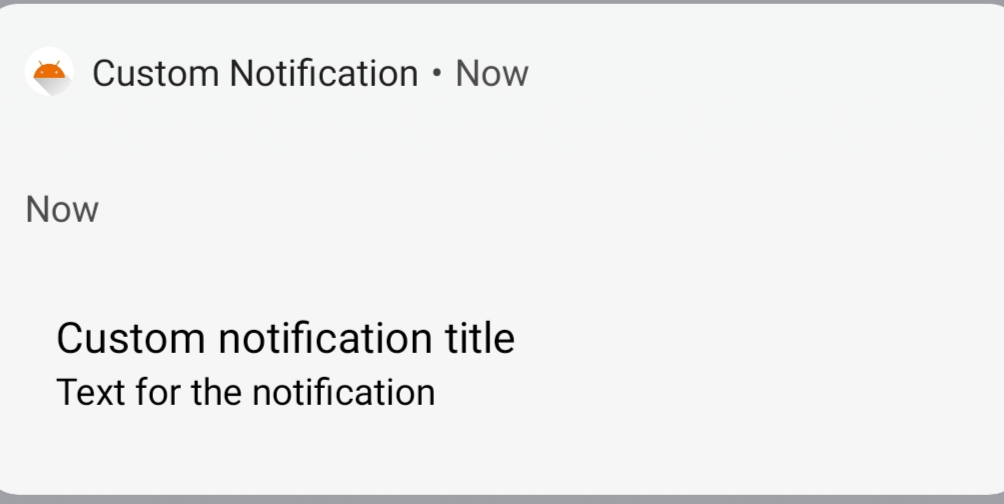 Custom Notification • Now
Now
Custom notification title
Text for the notification